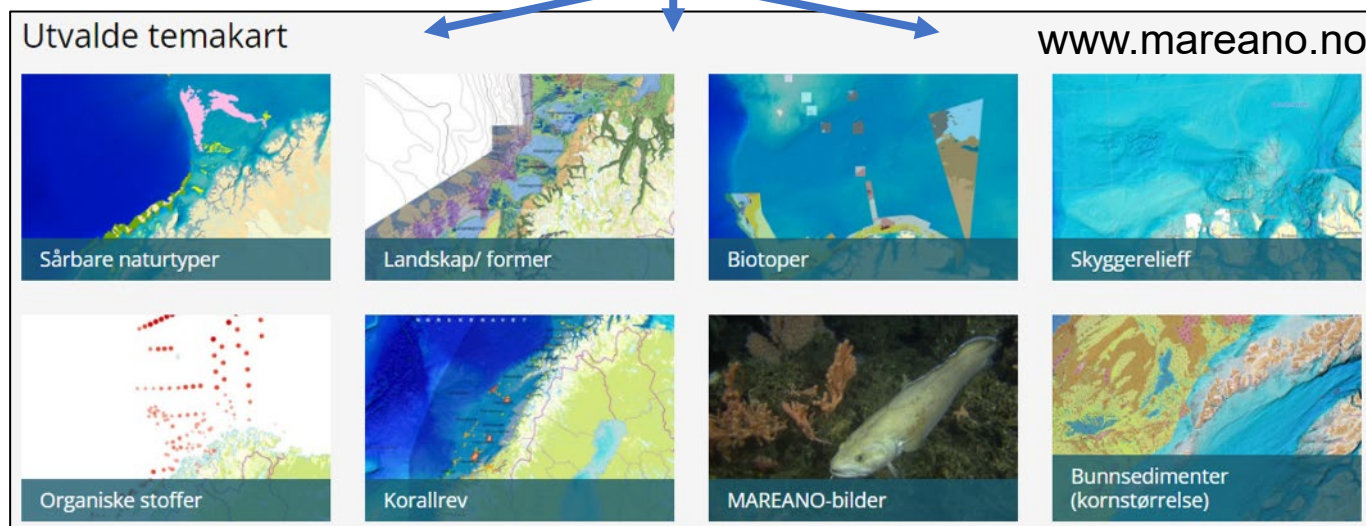 Utvalde temakart
www.mareano.no
Sårbare naturtyper
Landskap/ former
Biotoper
Skyggerelieff
Organiske stoffer
Korallrev
MAREANO-bilder
Bunnsedimenter
(kornstørrelse)